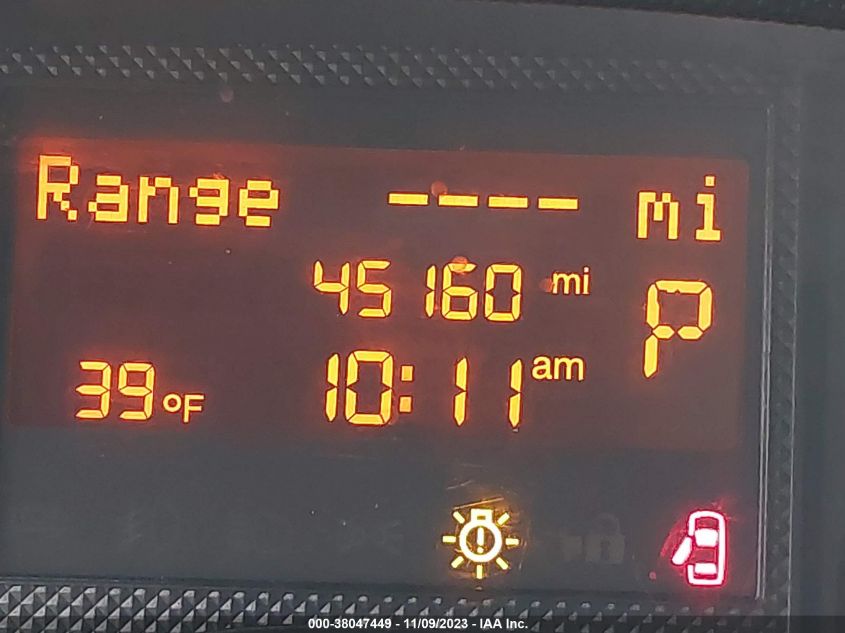 Range ---- mi
45160 mi
P
39°F 10:11 am
000-38047449 - 11/09/2023 - IAA Inc.